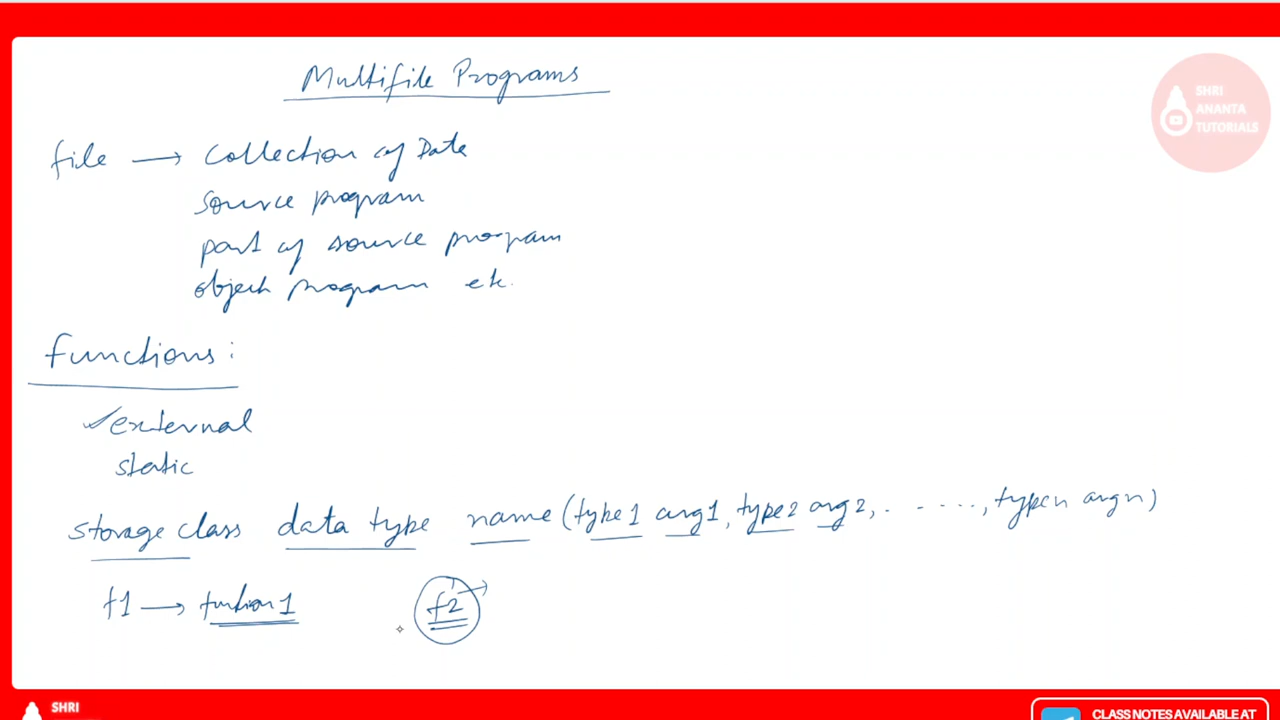 Multifile Programs
SHRI
ANANTA
TUTORIALS
file → Collection of Data
source program
part of source program
object program etc.
functions:
✓external
static
storage class data type name (type1 arg1, type2 arg2, . . . . . ., typen argn)
f1 → function1 f2
SHRI
CLASS NOTES AVAILABLE AT